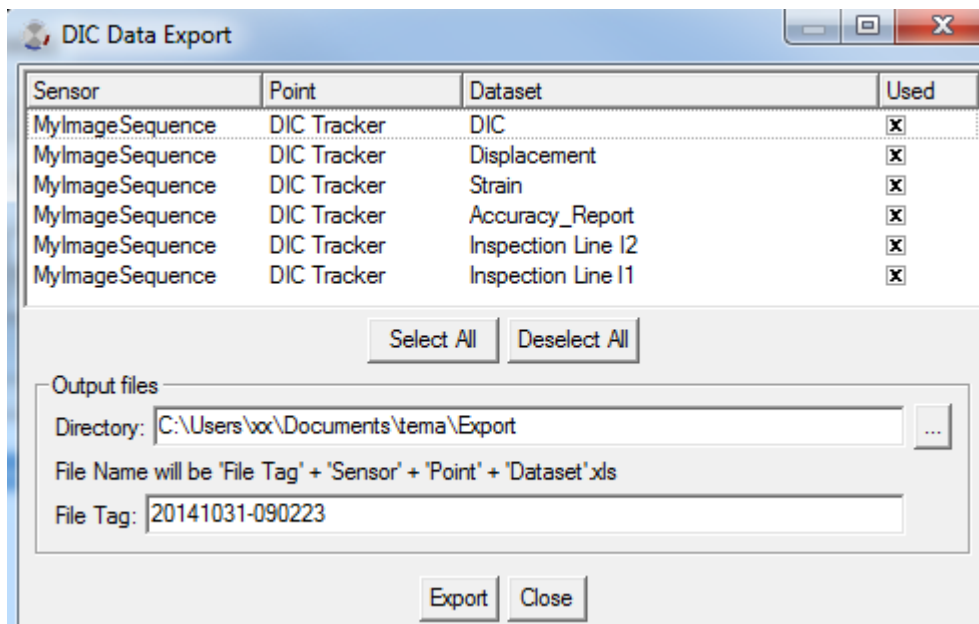 DIC Data Export
Sensor Point Dataset Used
MyImageSequence DIC Tracker DIC x
MyImageSequence DIC Tracker Displacement x
MyImageSequence DIC Tracker Strain x
MyImageSequence DIC Tracker Accuracy_Report x
MyImageSequence DIC Tracker Inspection Line I2 x
MyImageSequence DIC Tracker Inspection Line I1 x
Select All Deselect All
Output files
Directory: C:\Users\xx\Documents\tema\Export ...
File Name will be 'File Tag' + 'Sensor' + 'Point' + 'Dataset'.xls
File Tag: 20141031-090223
Export Close